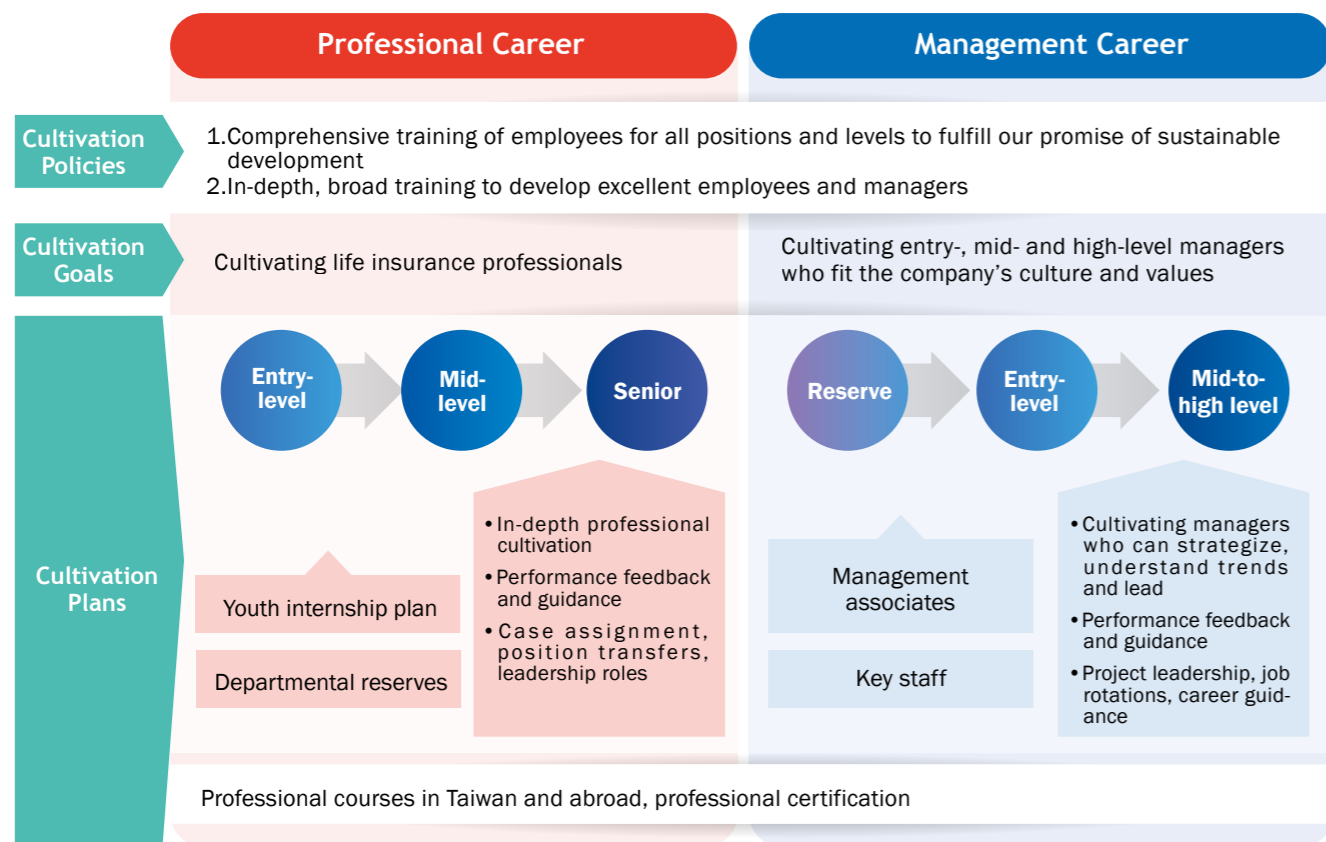 Professional Career
Management Career
Cultivation
Policies
1.Comprehensive training of employees for all positions and levels to fulfill our promise of sustainable
development
2.In-depth, broad training to develop excellent employees and managers
Cultivation
Goals
Cultivating life insurance professionals
Cultivating entry-, mid- and high-level managers
who fit the company's culture and values
Cultivation
Plans
Entry-
level
Mid-
level
Senior
Reserve
Entry-
level
Mid-to-
high level
Youth internship plan
Departmental reserves
•In-depth professional
cultivation
•Performance feedback
and guidance
•Case assignment,
position transfers,
leadership roles
Management
associates
Key staff
•Cultivating managers
who can strategize,
understand trends
and lead
•Performance feedback
and guidance
•Project leadership, job
rotations, career guid-
ance
Professional courses in Taiwan and abroad, professional certification